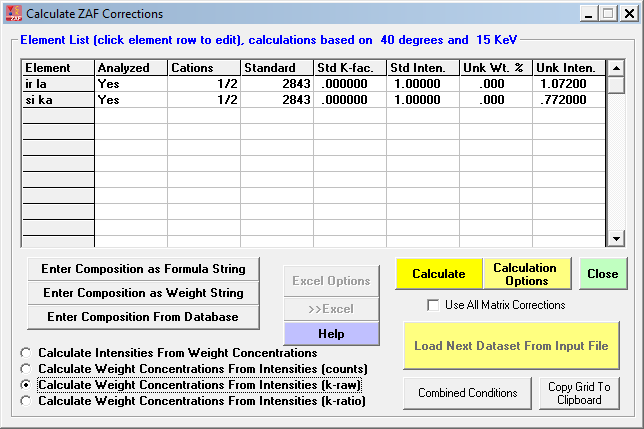 Calculate ZAF Corrections
Element List (click element row to edit), calculations based on 40 degrees and 15 KeV
Element Analyzed Cations Standard Std K-fac. Std Inten. Unk Wt. % Unk Inten.
ir la Yes 1/2 2843 .000000 1.00000 .000 1.07200
si ka Yes 1/2 2843 .000000 1.00000 .000 .772000
Enter Composition as Formula String
Enter Composition as Weight String
Enter Composition From Database
Excel Options
>>Excel
Help
Calculate
Calculation
Options
Close
Use All Matrix Corrections
Load Next Dataset From Input File
Calculate Intensities From Weight Concentrations
Calculate Weight Concentrations From Intensities (counts)
Calculate Weight Concentrations From Intensities (k-raw)
Calculate Weight Concentrations From Intensities (k-ratio)
Combined Conditions
Copy Grid To
Clipboard